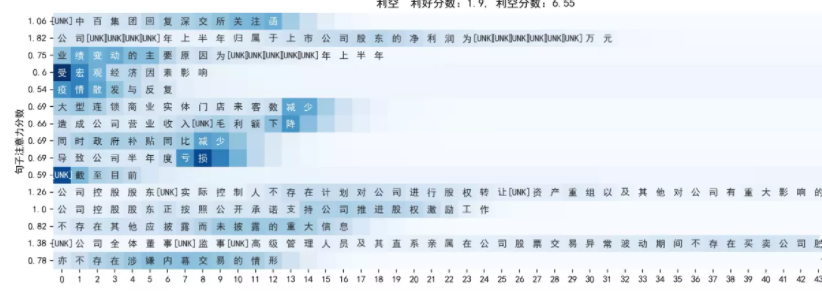 利空 利好分数: 1.9, 利空分数: 6.55
句子注意力分数
1.06 [UNK]中百集团回复深交所关注函
1.82 公司[UNK][UNK][UNK][UNK]年上半年归属于上市公司股东的净利润为[UNK][UNK][UNK][UNK][UNK][UNK]万元
0.75 业绩变动的主要原因为[UNK][UNK][UNK][UNK]年上半年
0.6 受宏观经济因素影响
0.54 疫情散发与反复
0.69 大型连锁商业实体门店来客数减少
0.66 造成公司营业收入[UNK]毛利额下降
0.69 同时政府补贴同比减少
0.69 导致公司半年度亏损
0.59 [UNK]截至目前
1.26 公司控股股东[UNK]实际控制人不存在计划对公司进行股权转让[UNK]资产重组以及其他对公司有重大影响的
1.0 公司控股股东正按照公开承诺支持公司推进股权激励工作
0.82 不存在其他应披露而未披露的重大信息
1.38 [UNK]公司全体董事[UNK]监事[UNK]高级管理人员及其直系亲属在公司股票交易异常波动期间不存在买卖公司
0.78 亦不存在涉嫌内幕交易的情形
0 1 2 3 4 5 6 7 8 9 10 11 12 13 14 15 16 17 18 19 20 21 22 23 24 25 26 27 28 29 30 31 32 33 34 35 36 37 38 39 40 41 42 43